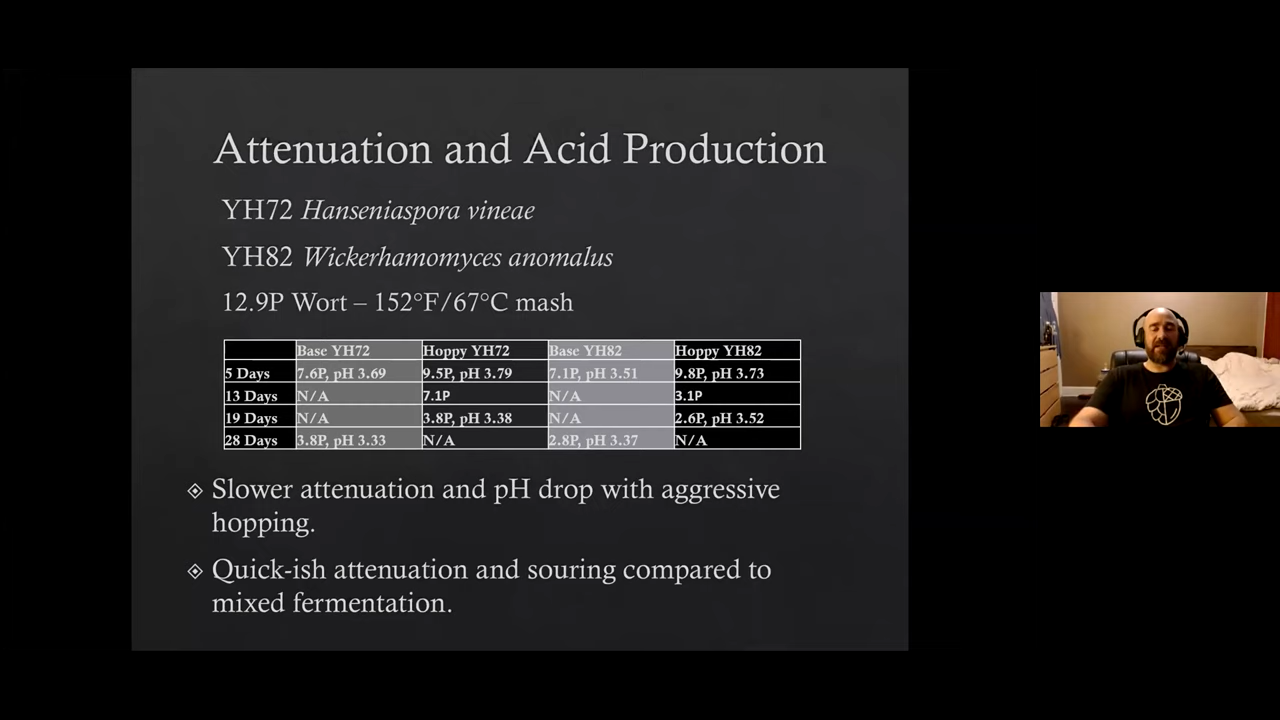 Attenuation and Acid Production
YH72 Hanseniaspora vineae
YH82 Wickerhamomyces anomalus
12.9P Wort – 152°F/67°C mash
Base YH72 Hoppy YH72 Base YH82 Hoppy YH82
5 Days 7.6P, pH 3.69 9.5P, pH 3.79 7.1P, pH 3.51 9.8P, pH 3.73
13 Days N/A 7.1P N/A 3.1P
19 Days N/A 3.8P, pH 3.38 N/A 2.6P, pH 3.52
28 Days 3.8P, pH 3.33 N/A 2.8P, pH 3.37 N/A
Slower attenuation and pH drop with aggressive
hopping.
Quick-ish attenuation and souring compared to
mixed fermentation.